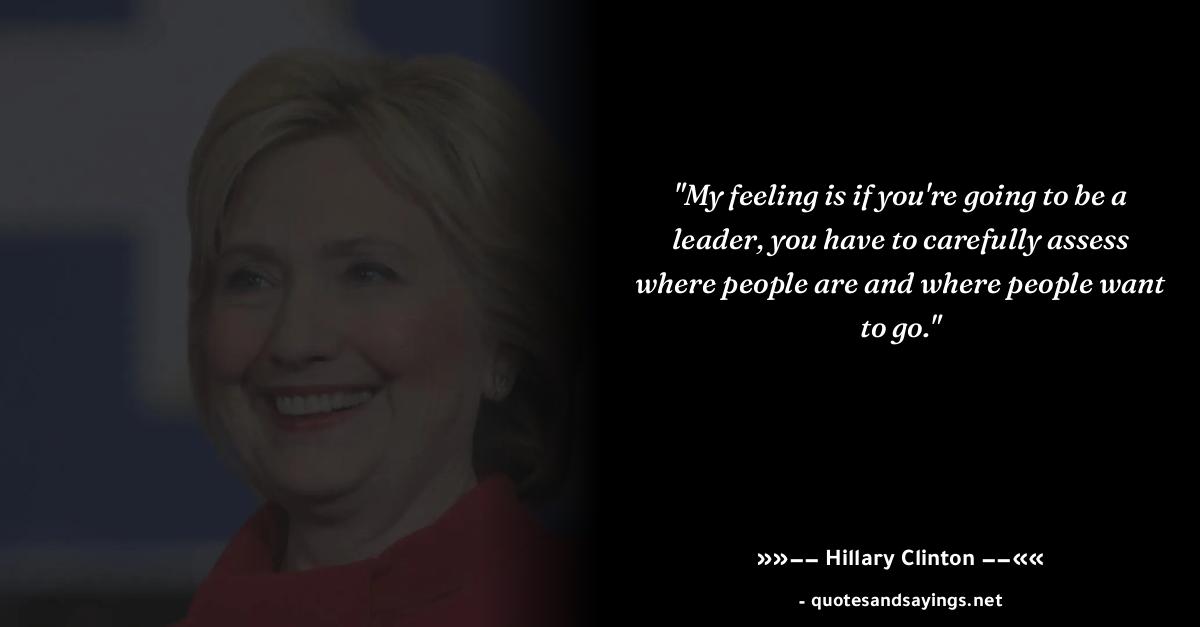 "My feeling is if you're going to be a
leader, you have to carefully assess
where people are and where people want
to go."
»»−− Hillary Clinton −−««
- quotesandsayings.net